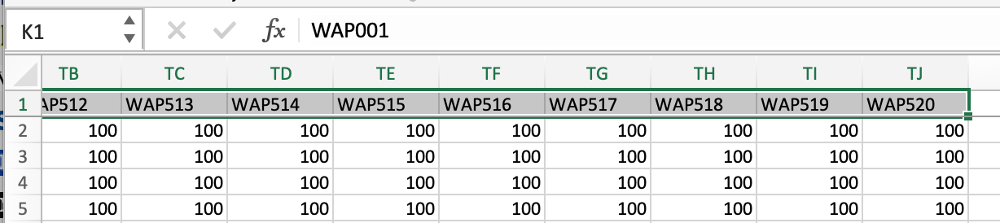 K1 fx WAP001
TB TC TD TE TF TG TH TI TJ
1 AP512 WAP513 WAP514 WAP515 WAP516 WAP517 WAP518 WAP519 WAP520
2 100 100 100 100 100 100 100 100 100
3 100 100 100 100 100 100 100 100 100
4 100 100 100 100 100 100 100 100 100
5 100 100 100 100 100 100 100 100 100